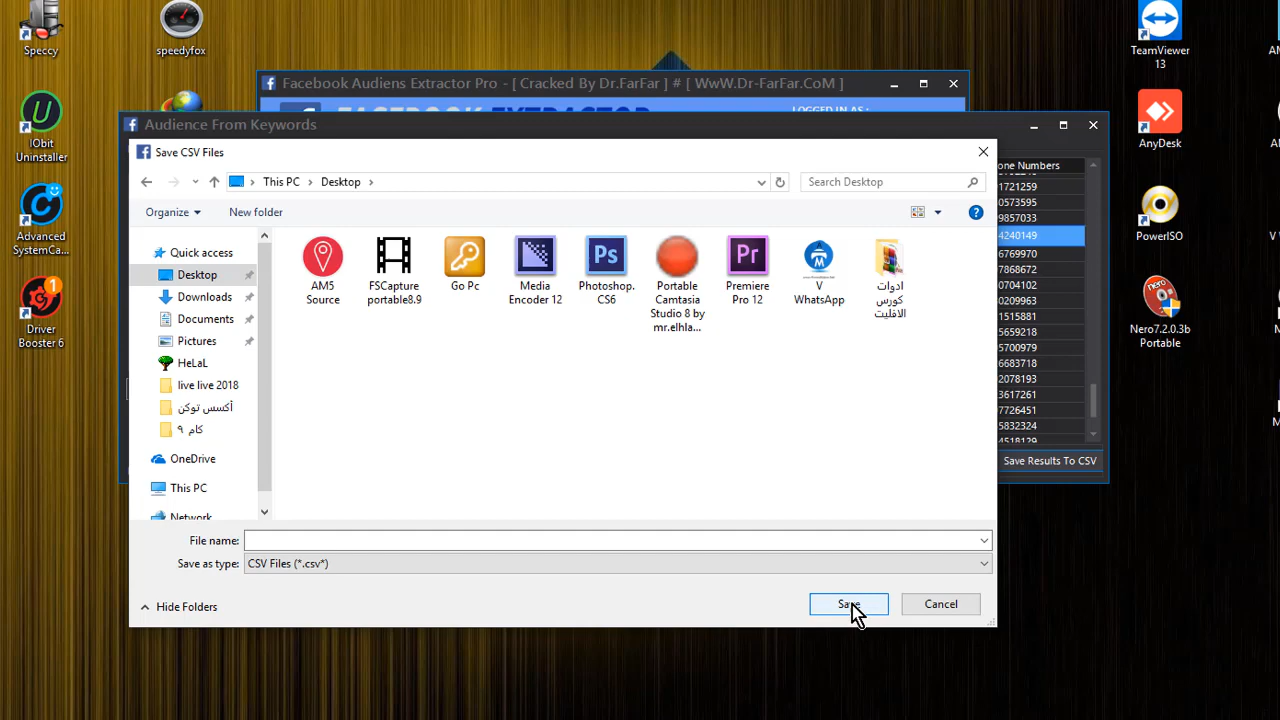 Speccy
speedyfox
TeamViewer
13
Facebook Audiens Extractor Pro - [ Cracked By Dr.FarFar ] # [ WwW.Dr-FarFar.CoM ]
FACEBOOK EXTRACTOR
LOGGED IN AS :
Audience From Keywords
IObit
Uninstaller
AnyDesk
Save CSV Files
one Numbers
This PC
Desktop
Search Desktop
1721259
0573595
9857033
4240149
6769970
7868672
0704102
0209963
1515881
5659218
5700979
6683718
2078193
3617261
7726451
5832324
4518129
Organize
New folder
Advanced
SystemCa...
PowerISO
Quick access
Desktop
Downloads
Documents
Pictures
HeLaL
live live 2018
أكسس توكن
كام ٩
OneDrive
This PC
Network
AM5
Source
FSCapture
portable8.9
Go Pc
Media
Encoder 12
Photoshop.
CS6
Portable
Camtasia
Studio 8 by
mr.elhla...
Premiere
Pro 12
V
WhatsApp
ادوات
كورس
الافليت
Driver
Booster 6
Nero7.2.0.3b
Portable
Save Results To CSV
File name:
Save as type:
CSV Files (*.csv*)
Hide Folders
Save
Cancel